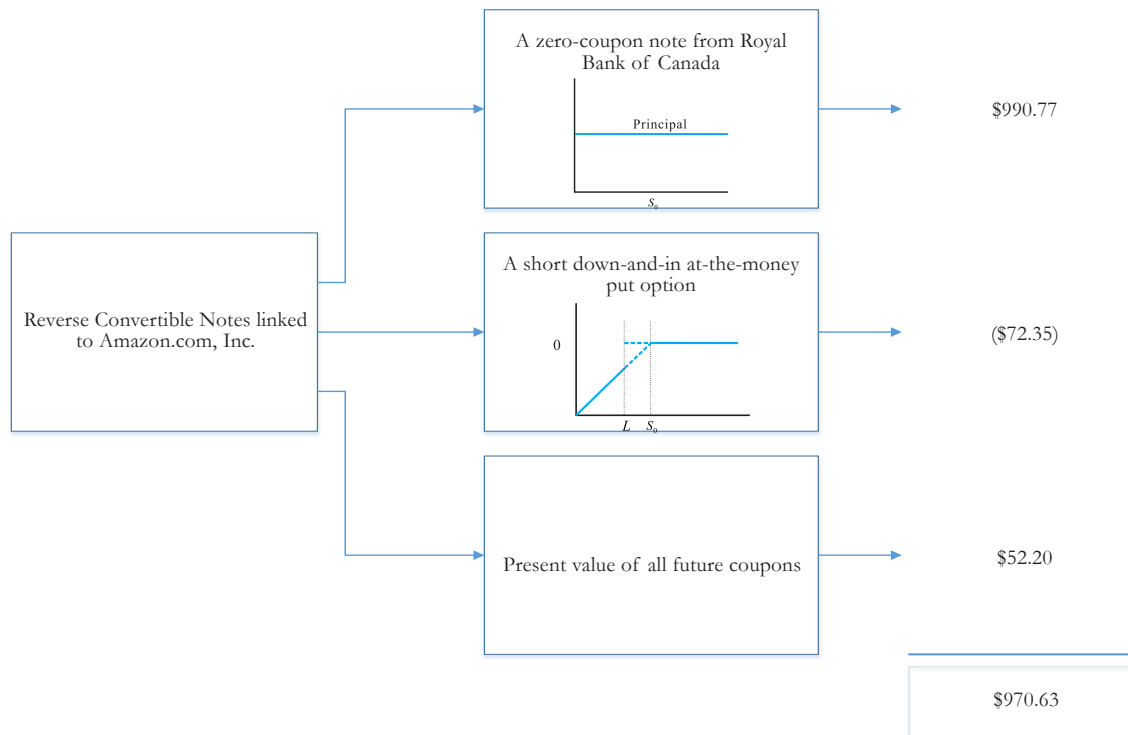 A zero-coupon note from Royal
Bank of Canada
Principal
S₀
$990.77
Reverse Convertible Notes linked
to Amazon.com, Inc.
A short down-and-in at-the-money
put option
0
L
S₀
($72.35)
Present value of all future coupons
$52.20
$970.63